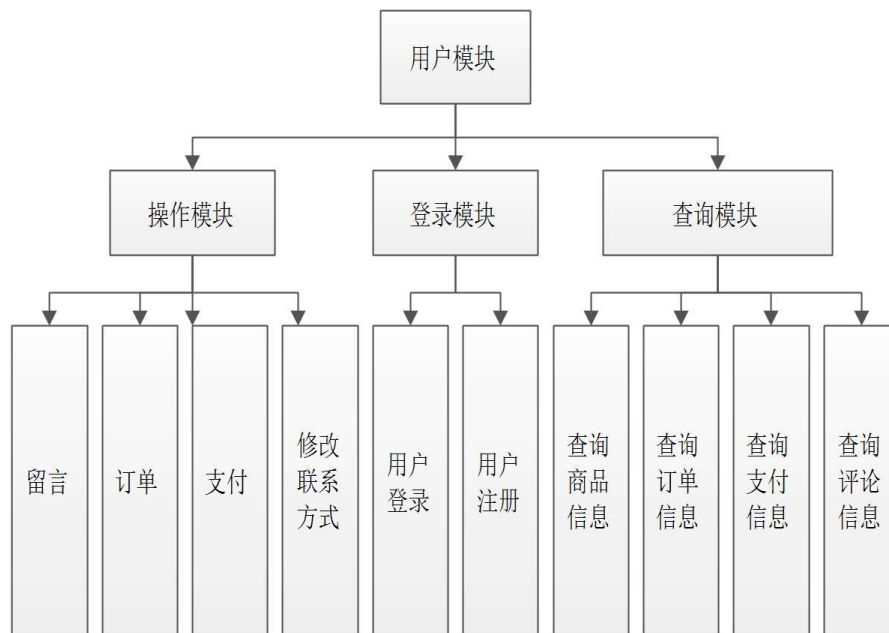 用户模块
操作模块
登录模块
查询模块
留言
订单
支付
修改
联系
方式
用户
登录
用户
注册
查询
商品
信息
查询
订单
信息
查询
支付
信息
查询
评论
信息